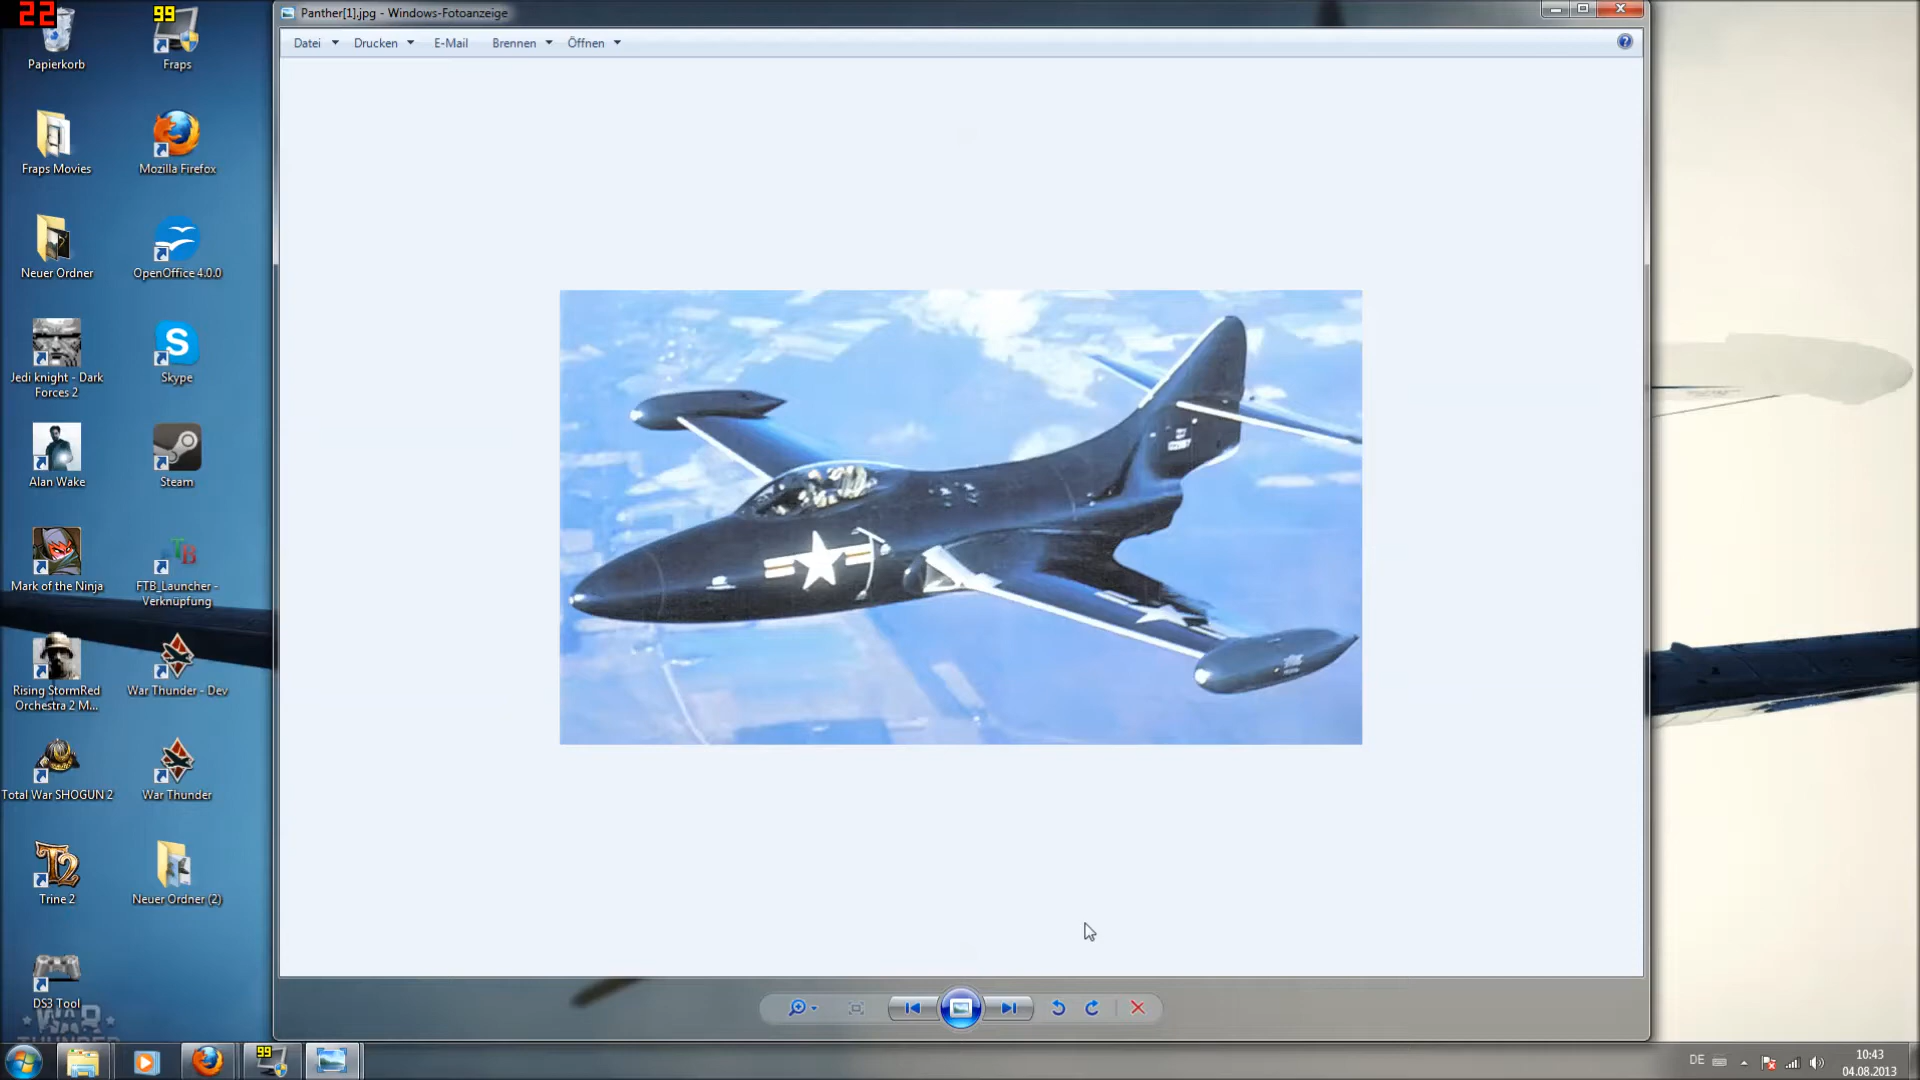 22
99
Panther[1].jpg - Windows-Fotoanzeige
Datei
Drucken
E-Mail
Brennen
Öffnen
?
Papierkorb
Fraps
Fraps Movies
Mozilla Firefox
Neuer Ordner
OpenOffice 4.0.0
Jedi knight - Dark
Forces 2
Skype
Alan Wake
Steam
Mark of the Ninja
FTB_Launcher -
Verknüpfung
Rising StormRed
Orchestra 2 M...
War Thunder - Dev
Total War SHOGUN 2
War Thunder
Trine 2
Neuer Ordner (2)
DS3 Tool
WAR
THUNDER
99
DE
10:43
04.08.2013